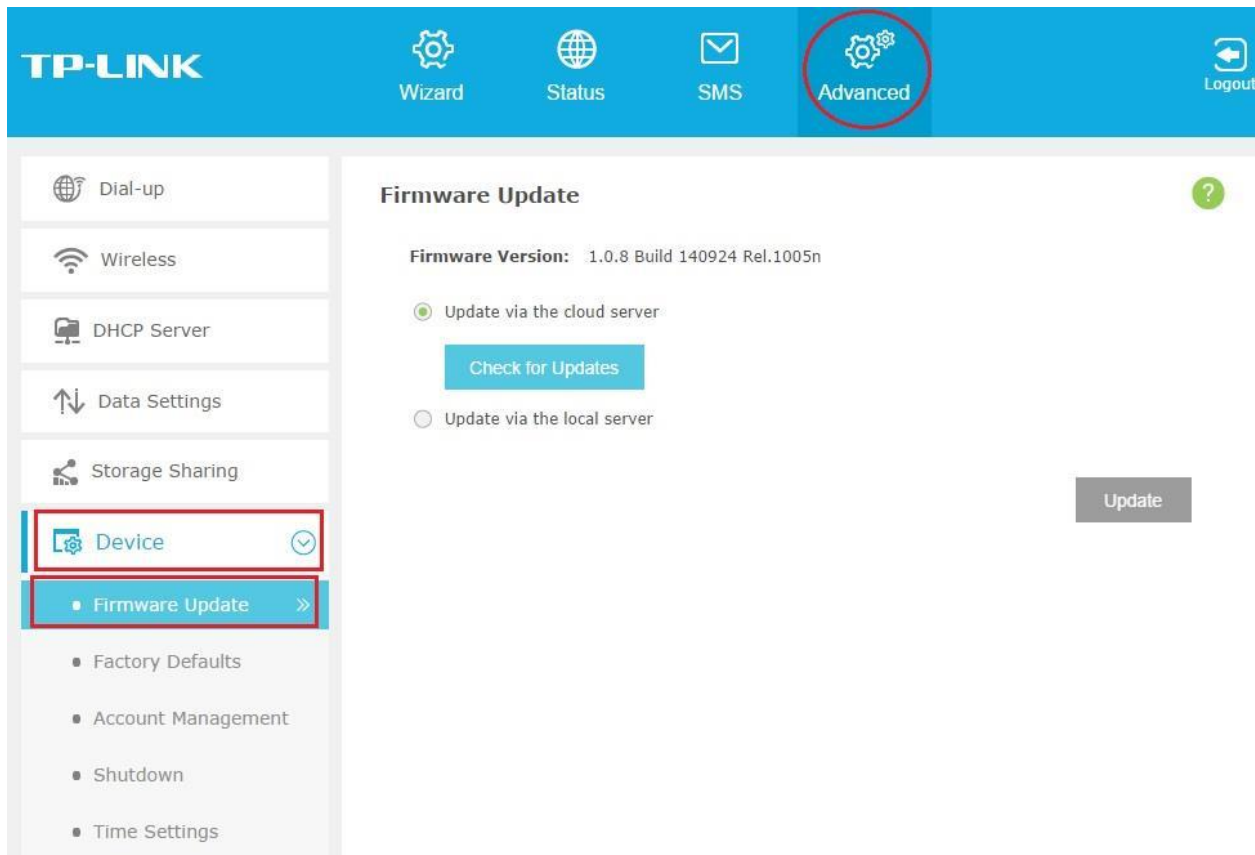 TP-LINK
Wizard
Status
SMS
Advanced
Logout
Dial-up
Wireless
DHCP Server
Data Settings
Storage Sharing
Device
Firmware Update
Factory Defaults
Account Management
Shutdown
Time Settings
Firmware Update
?
Firmware Version: 1.0.8 Build 140924 Rel.1005n
Update via the cloud server
Check for Updates
Update via the local server
Update